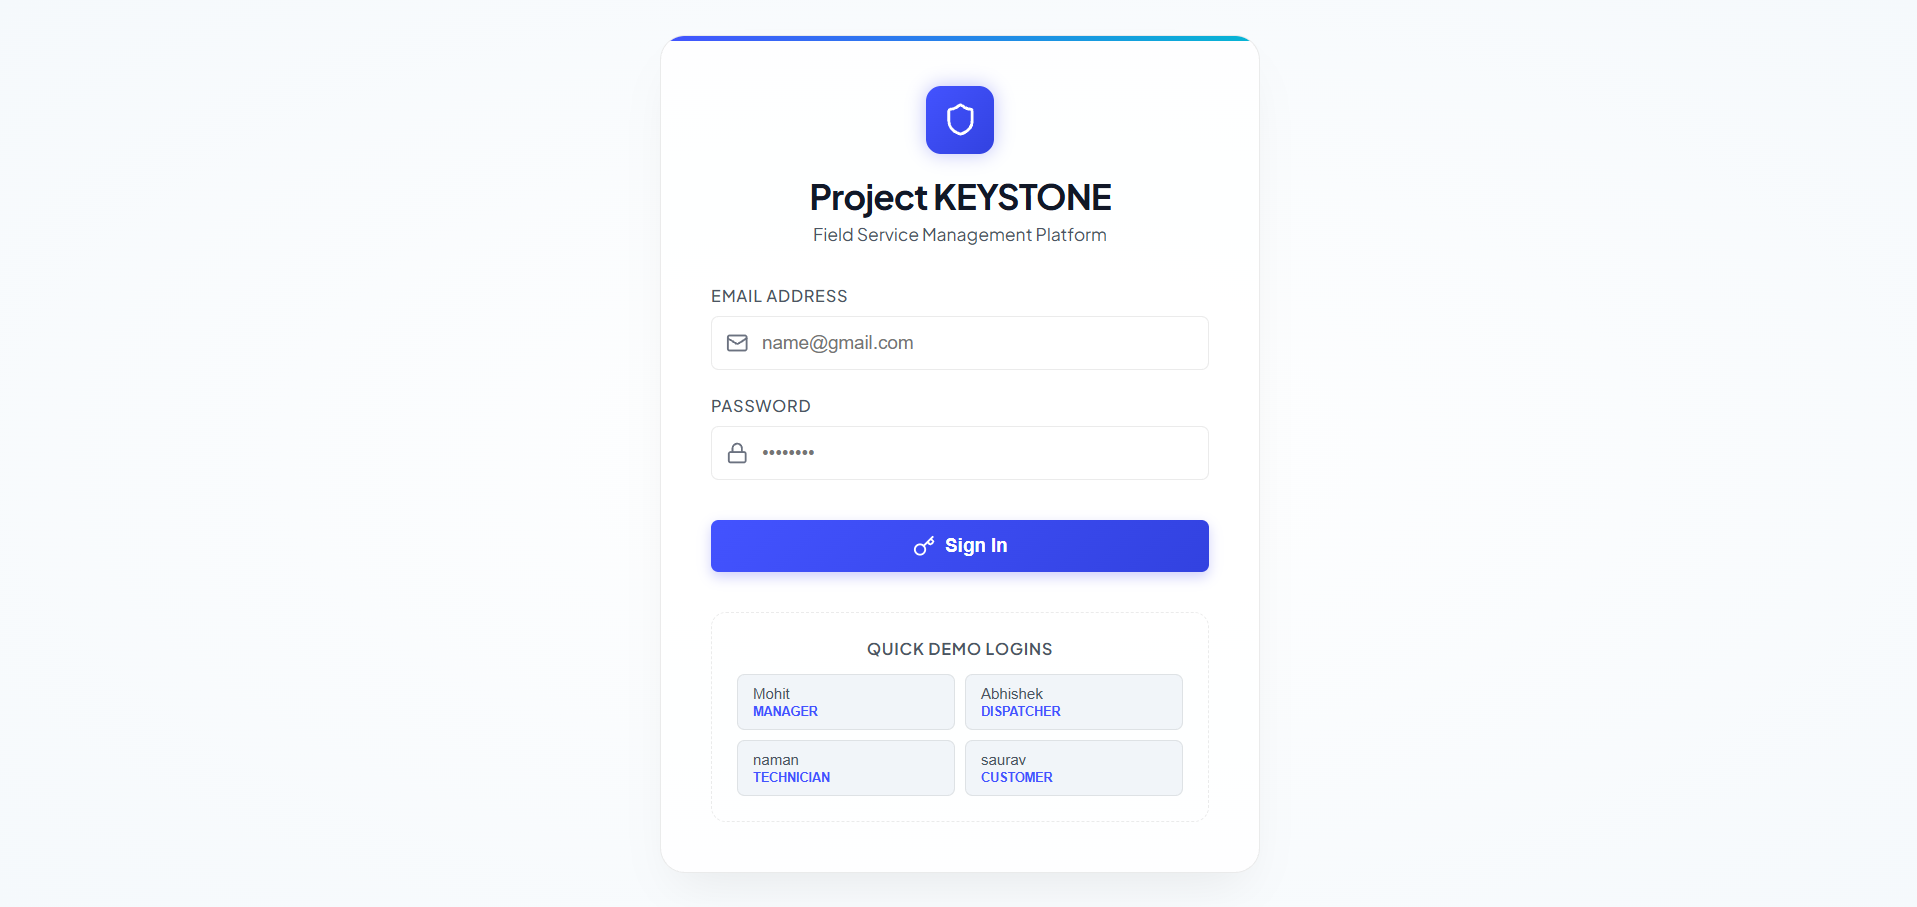 Project KEYSTONE
Field Service Management Platform
EMAIL ADDRESS
name@gmail.com
PASSWORD
••••••••
Sign In
QUICK DEMO LOGINS
Mohit
MANAGER
Abhishek
DISPATCHER
naman
TECHNICIAN
saurav
CUSTOMER